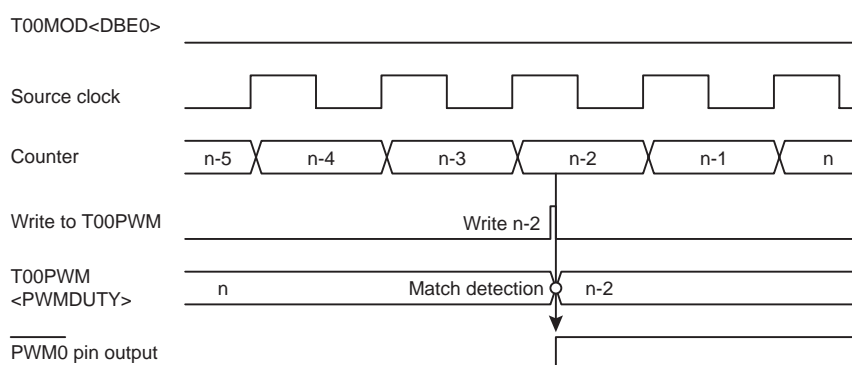 T00MOD<DBE0>
Source clock
Counter n-5 n-4 n-3 n-2 n-1 n
Write to T00PWM Write n-2
T00PWM
<PWMDUTY> n Match detection n-2
PWM0 pin output